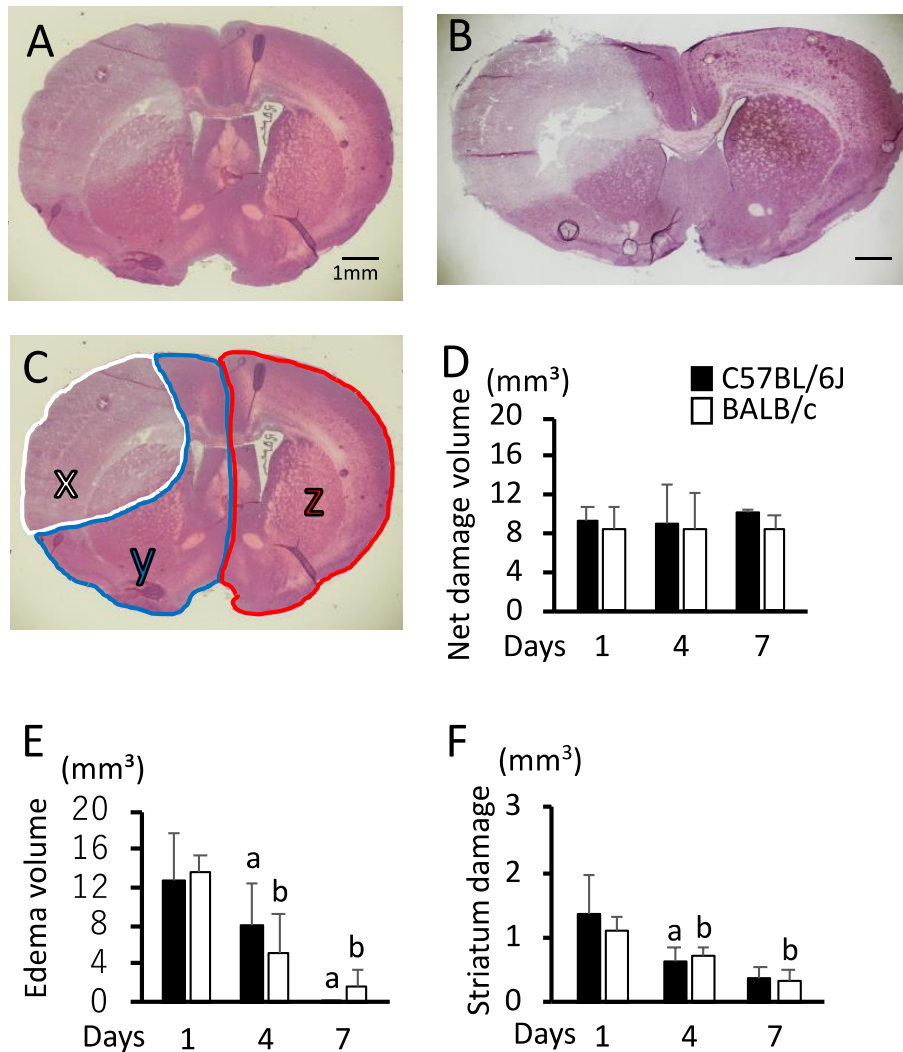 A
1mm
B
C
x
y
z
D
(mm³)
C57BL/6J
BALB/c
Net damage volume
20
16
12
8
4
0
Days 1 4 7
E
(mm³)
Edema volume
20
16
12
8
4
0
a
b
a
b
Days 1 4 7
F
(mm³)
Striatum damage
3
2
1
0
a
b
b
Days 1 4 7